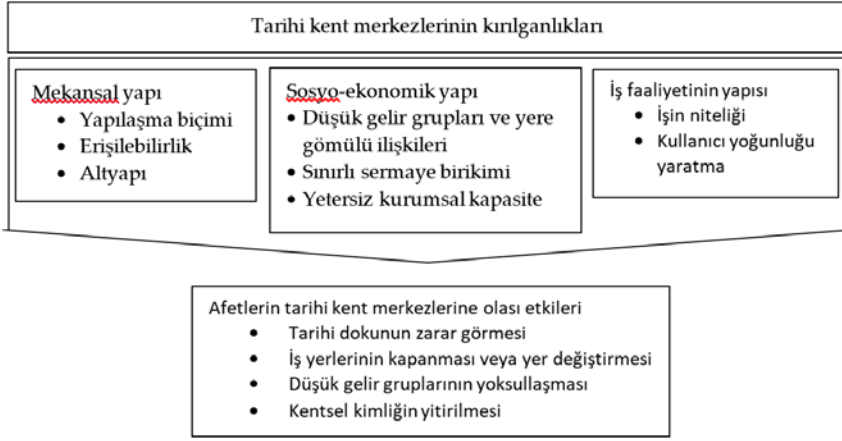 Tarihi kent merkezlerinin kırılganlıkları
Mekansal yapı
• Yapılaşma biçimi
• Erişilebilirlik
• Altyapı
Sosyo-ekonomik yapı
• Düşük gelir grupları ve yere
gömülü ilişkileri
• Sınırlı sermaye birikimi
• Yetersiz kurumsal kapasite
İş faaliyetinin yapısı
• İşin niteliği
• Kullanıcı yoğunluğu
yaratma
Afetlerin tarihi kent merkezlerine olası etkileri
• Tarihi dokunun zarar görmesi
• İş yerlerinin kapanması veya yer değiştirmesi
• Düşük gelir gruplarının yoksullaşması
• Kentsel kimliğin yitirilmesi